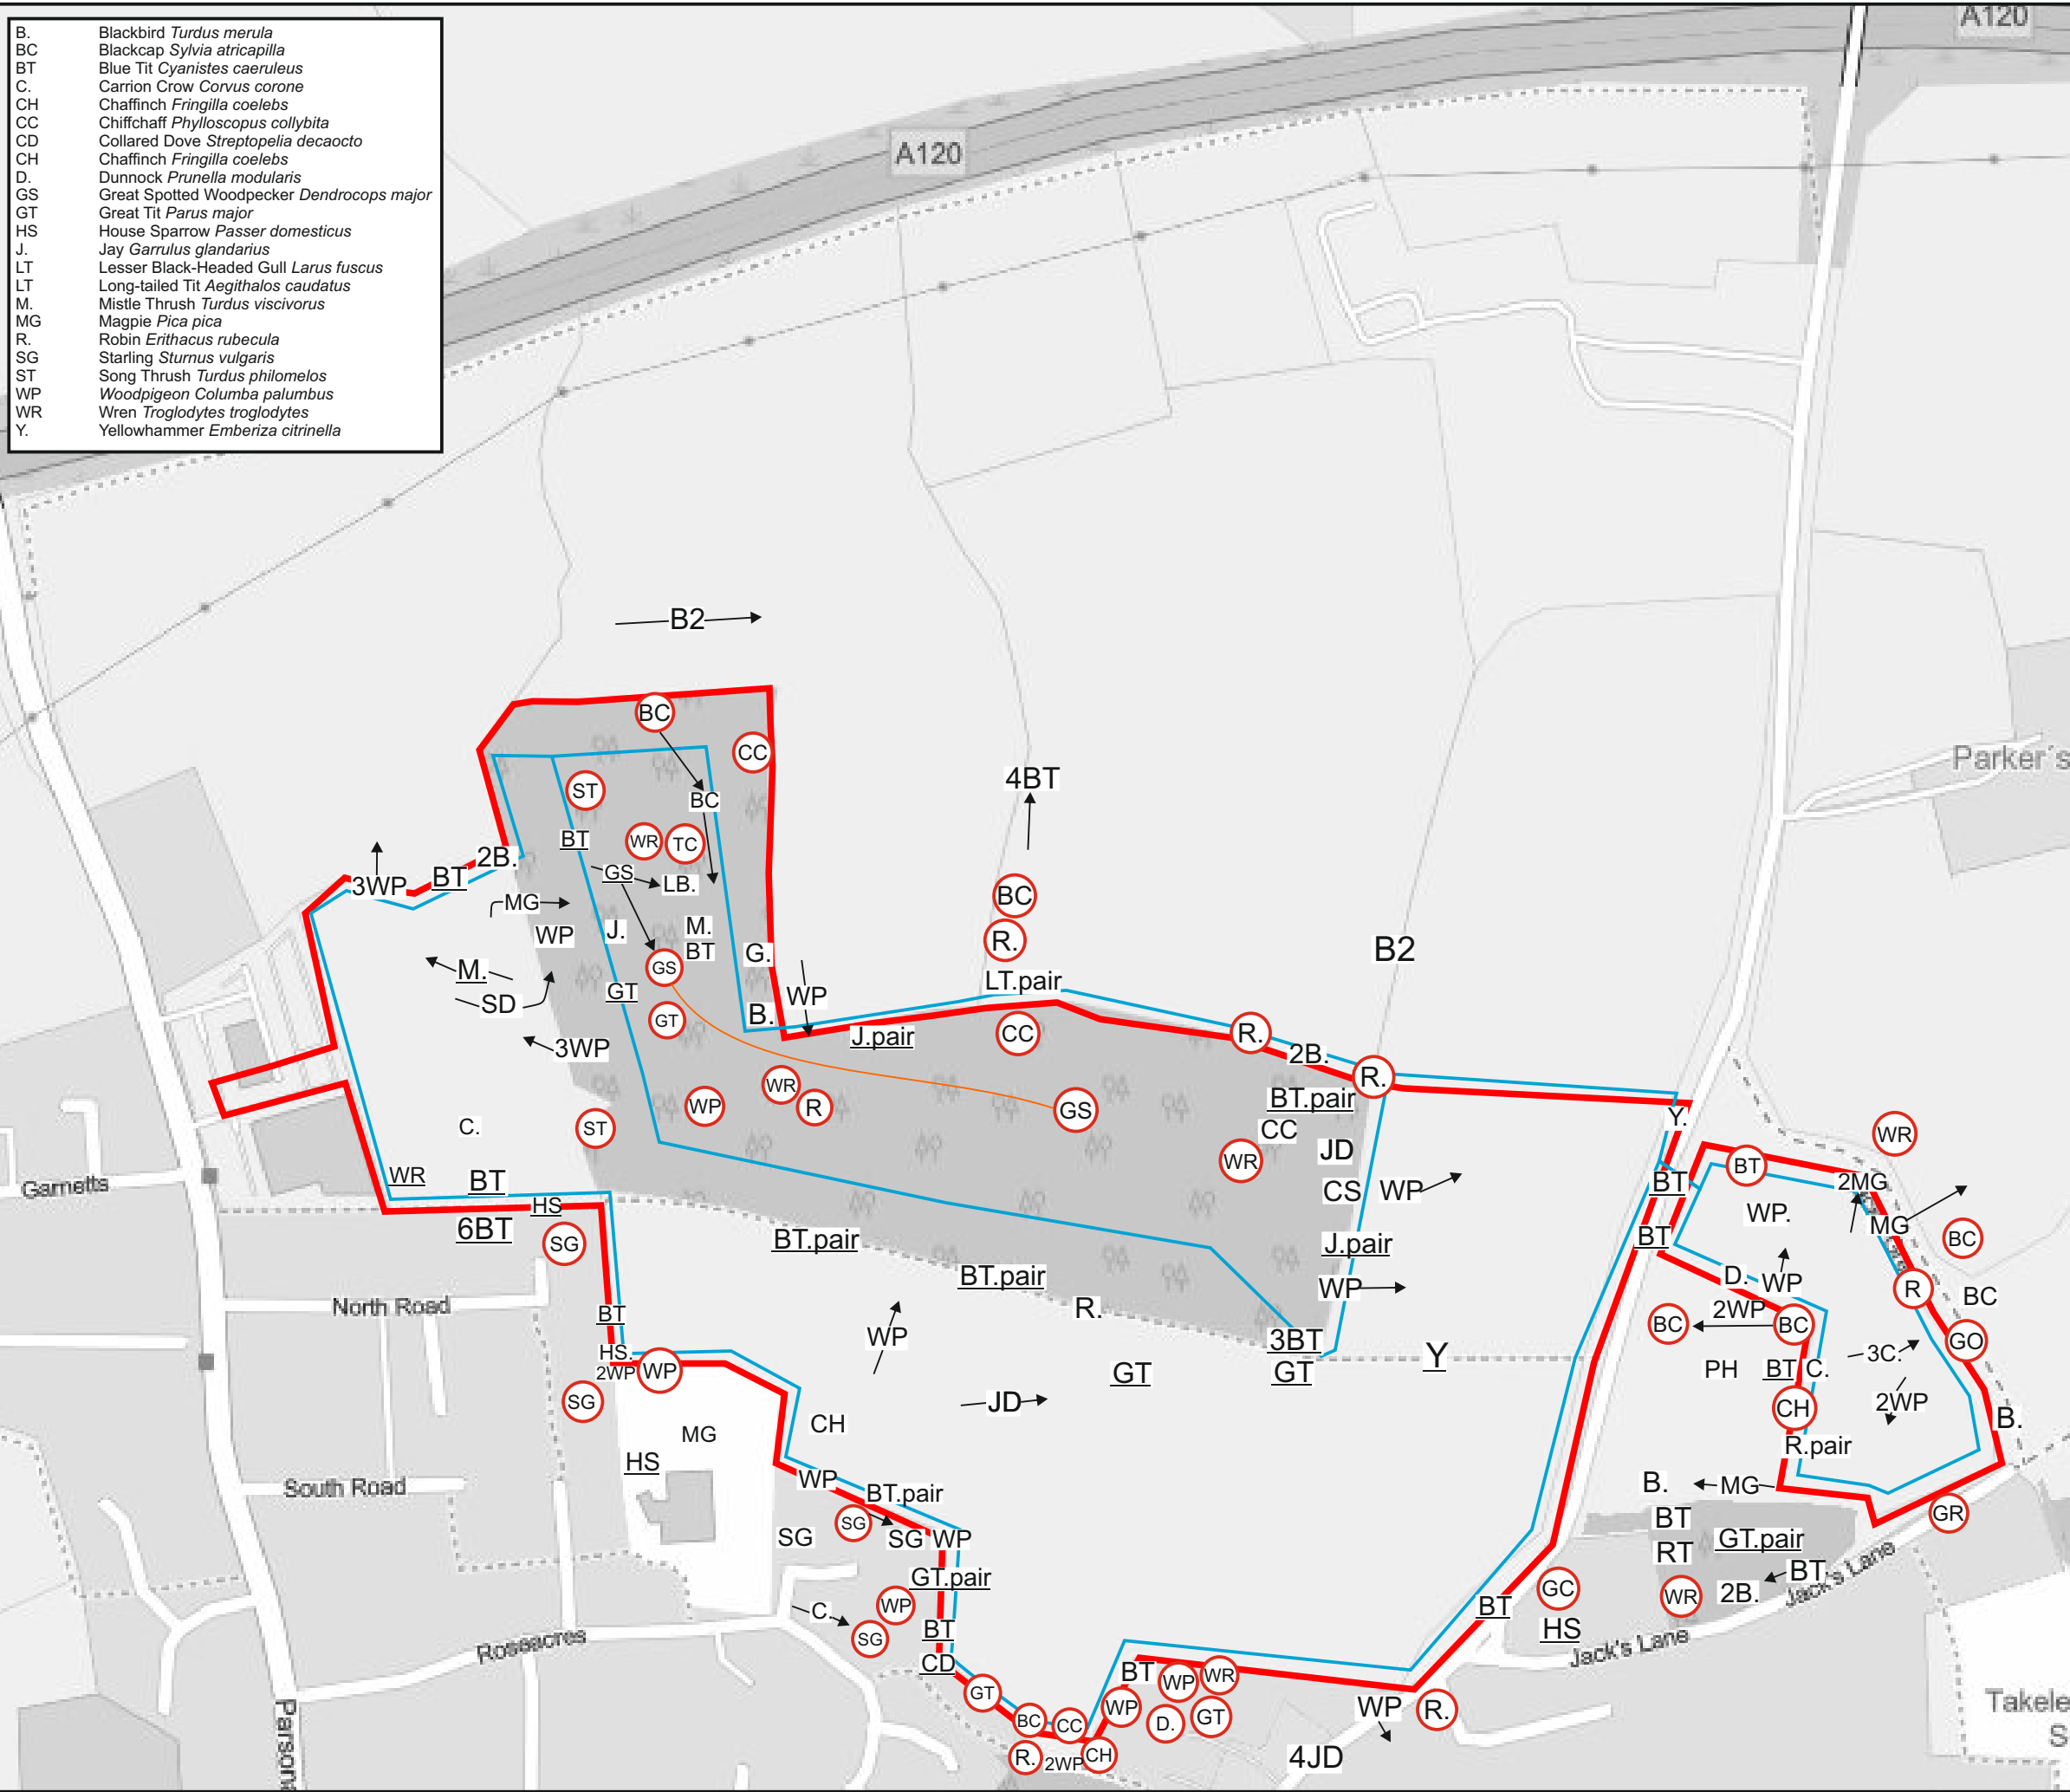 A120
B. Blackbird Turdus merula
BC Blackcap Sylvia atricapilla
BT Blue Tit Cyanistes caeruleus
C. Carrion Crow Corvus corone
CH Chaffinch Fringilla coelebs
CC Chiffchaff Phylloscopus collybita
CD Collared Dove Streptopelia decaocto
CH Chaffinch Fringilla coelebs
D. Dunnock Prunella modularis
GS Great Spotted Woodpecker Dendrocops major
GT Great Tit Parus major
HS House Sparrow Passer domesticus
J. Jay Garrulus glandarius
LT Lesser Black-Headed Gull Larus fuscus
LT Long-tailed Tit Aegithalos caudatus
M. Mistle Thrush Turdus viscivorus
MG Magpie Pica pica
R. Robin Erithacus rubecula
SG Starling Sturnus vulgaris
ST Song Thrush Turdus philomelos
WP Woodpigeon Columba palumbus
WR Wren Troglodytes troglodytes
Y. Yellowhammer Emberiza citrinella
A120
B2
BC
CC
Parker's
4BT
ST
BC
BT
WR
TC
2B.
GS
LB.
3WP
BT
BC
MG
J.
M.
WP
R.
BT
G.
B2
GS
M.
LT.pair
GT
WP
SD
B.
GT
CC
J.pair
R.
3WP
2B.
R.
WR
BT.pair
WP
R
GS
Y.
C.
ST
CC
WR
JD
WR
BT
WR
BT
BT
2MG
CS
WP
Garnetts
HS
WP.
MG
6BT
SG
BT.pair
J.pair
BT
BC
BT.pair
D.
WP
WP
R
BC
North Road
R.
2WP
BT
WP
3BT
BC
BC
GO
HS.
Y
3C.
2WP
WP
GT
GT
PH
BT
C.
SG
JD
2WP
CH
CH
B.
MG
R.pair
HS
WP
South Road
BT.pair
B.
MG
SG
SG
SG
WP
BT
GR
GT.pair
RT
GT.pair
BT
WP
GC
WR
2B.
Jack's Lane
C.
BT
SG
BT
HS
Roseacres
Jack's Lane
CD
BT
WP
WR
GT
WP
WP
R.
Takele
BC
CC
D.
GT
S
Parson
R.
2WP
CH
4JD